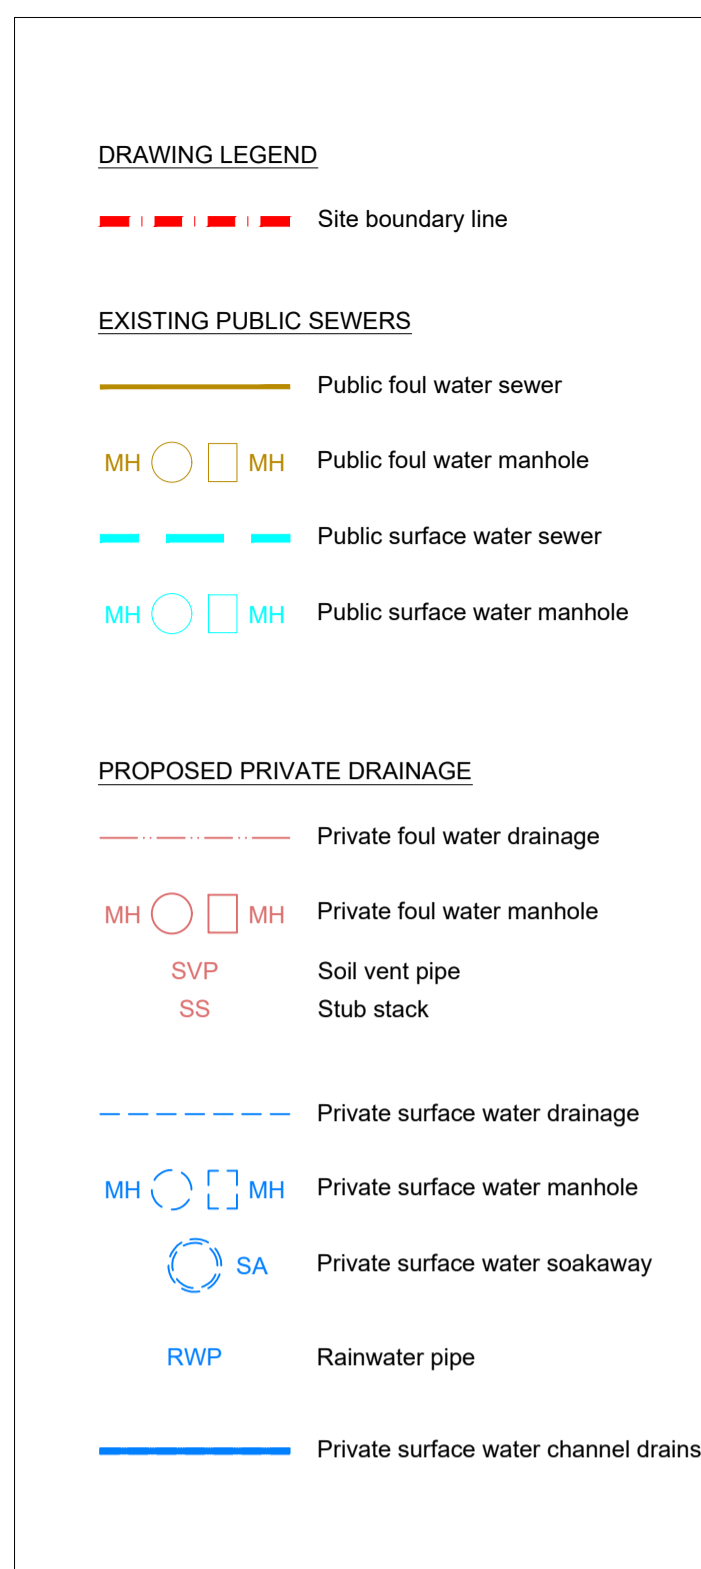 DRAWING LEGEND
Site boundary line
EXISTING PUBLIC SEWERS
Public foul water sewer
MH MH Public foul water manhole
Public surface water sewer
MH MH Public surface water manhole
PROPOSED PRIVATE DRAINAGE
Private foul water drainage
MH MH Private foul water manhole
SVP Soil vent pipe
SS Stub stack
Private surface water drainage
MH MH Private surface water manhole
SA Private surface water soakaway
RWP Rainwater pipe
Private surface water channel drains